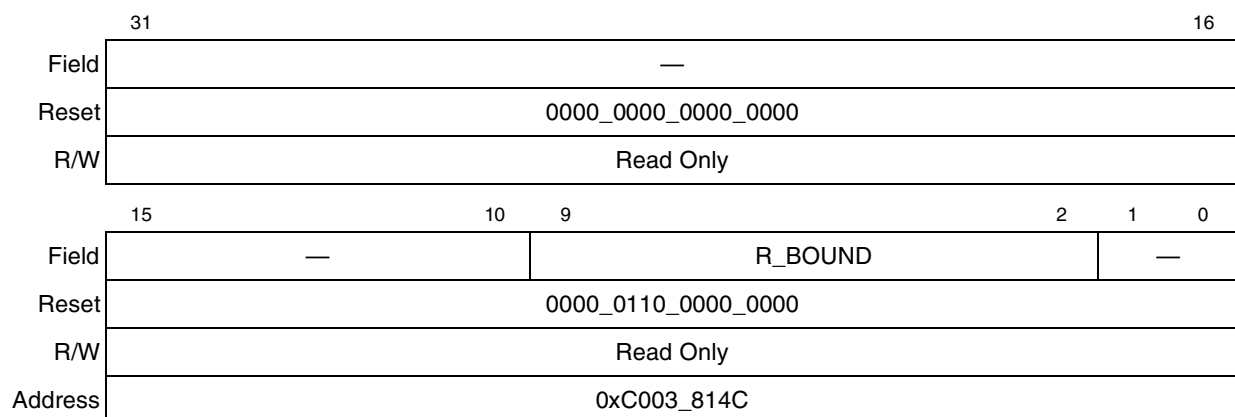 31 16
Field —
Reset 0000_0000_0000_0000
R/W Read Only
15 10 9 2 1 0
Field — R_BOUND —
Reset 0000_0110_0000_0000
R/W Read Only
Address 0xC003_814C